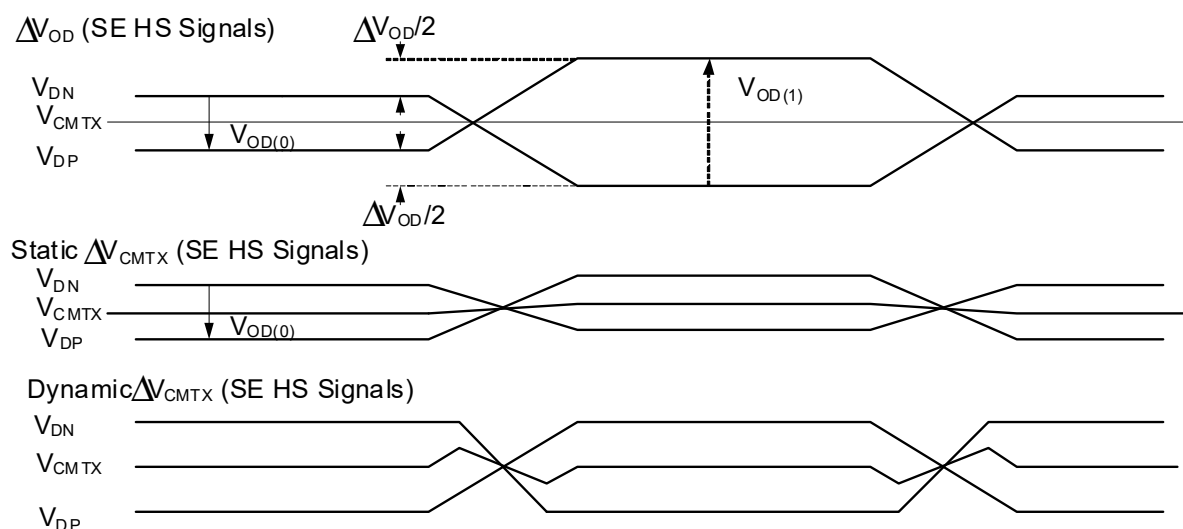 ΔV_OD (SE HS Signals)
ΔV_OD/2
V_DN
V_CMTX
V_OD(0)
V_OD(1)
V_DP
ΔV_OD/2
Static ΔV_CMTX (SE HS Signals)
V_DN
V_CMTX
V_OD(0)
V_DP
Dynamic ΔV_CMTX (SE HS Signals)
V_DN
V_CMTX
V_DP